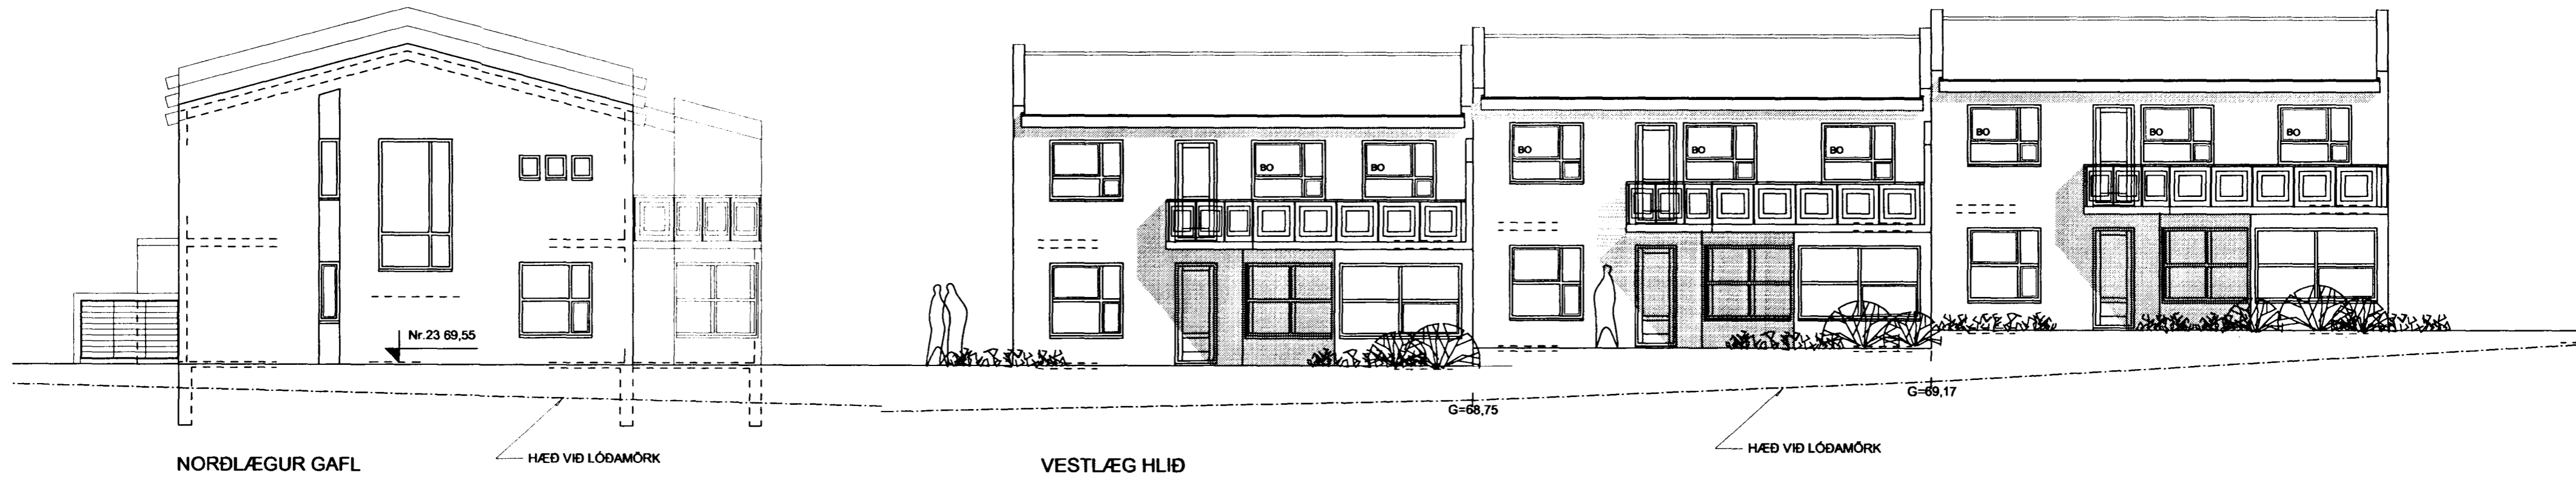 BO
BO
BO
BO
BO
BO
BO
BO
Nr.23 69,55
G=69,17
G=68,75
HÆÐ VIÐ LÓÐAMÖRK
HÆÐ VIÐ LÓÐAMÖRK
NORÐLÆGUR GAFL
VESTLÆG HLIÐ